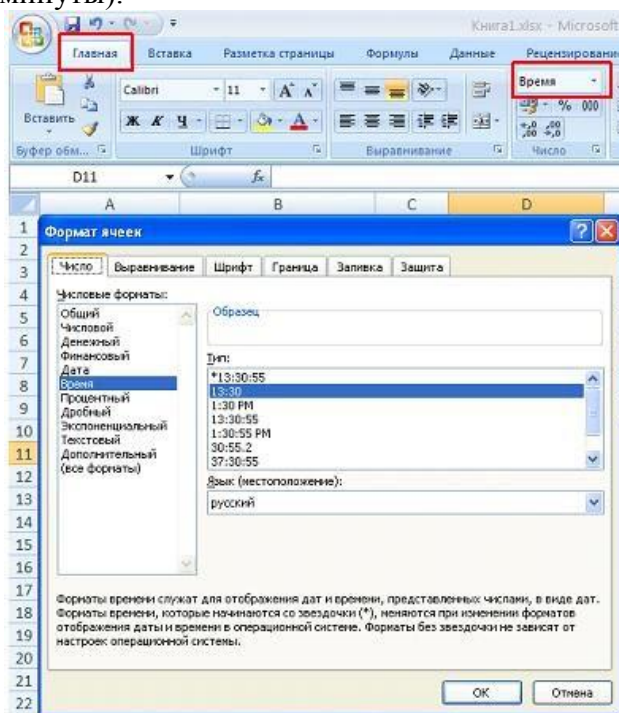 минуты).
Книга1.xlsx - Microsoft
Главная Вставка Разметка страницы Формулы Данные Рецензировани
Вставить
Calibri 11 А А
Время
Ж К Ч А
% 000
Буфер обм... Шрифт Выравнивание Число
D11 fx
A B C D
1
2
3
4
5
6
7
8
9
10
11
12
13
14
15
16
17
18
19
20
21
22
Формат ячеек
Число Выравнивание Шрифт Граница Заливка Защита
Числовые форматы:
Общий
Числовой
Денежный
Финансовый
Дата
Время
Процентный
Дробный
Экспоненциальный
Текстовый
Дополнительный
(все форматы)
Образец
Тип:
*13:30:55
13:30
1:30 PM
13:30:55
1:30:55 PM
30:55.2
37:30:55
Язык (местоположение):
русский
Форматы времени служат для отображения дат и времени, представленных числами, в виде дат.
Форматы времени, которые начинаются со звездочки (*), меняются при изменении форматов
отображения даты и времени в операционной системе. Форматы без звездочки не зависят от
настроек операционной системы.
ОК Отмена